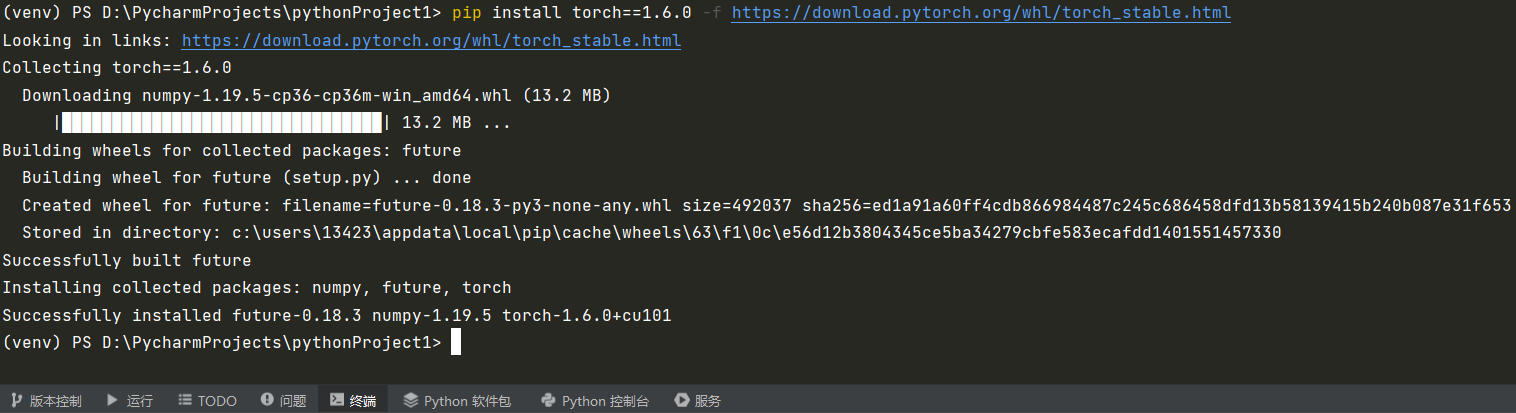 (venv) PS D:\PycharmProjects\pythonProject1> pip install torch==1.6.0 -f https://download.pytorch.org/whl/torch_stable.html
Looking in links: https://download.pytorch.org/whl/torch_stable.html
Collecting torch==1.6.0
Downloading numpy-1.19.5-cp36-cp36m-win_amd64.whl (13.2 MB)
|████████████████████████████████| 13.2 MB ...
Building wheels for collected packages: future
Building wheel for future (setup.py) ... done
Created wheel for future: filename=future-0.18.3-py3-none-any.whl size=492037 sha256=ed1a91a60ff4cdb866984487c245c686458dfd13b58139415b240b087e31f653
Stored in directory: c:\users\13423\appdata\local\pip\cache\wheels\63\f1\0c\e56d12b3804345ce5ba34279cbfe583ecafdd1401551457330
Successfully built future
Installing collected packages: numpy, future, torch
Successfully installed future-0.18.3 numpy-1.19.5 torch-1.6.0+cu101
(venv) PS D:\PycharmProjects\pythonProject1>
版本控制 运行 TODO 问题 终端 Python 软件包 Python 控制台 服务